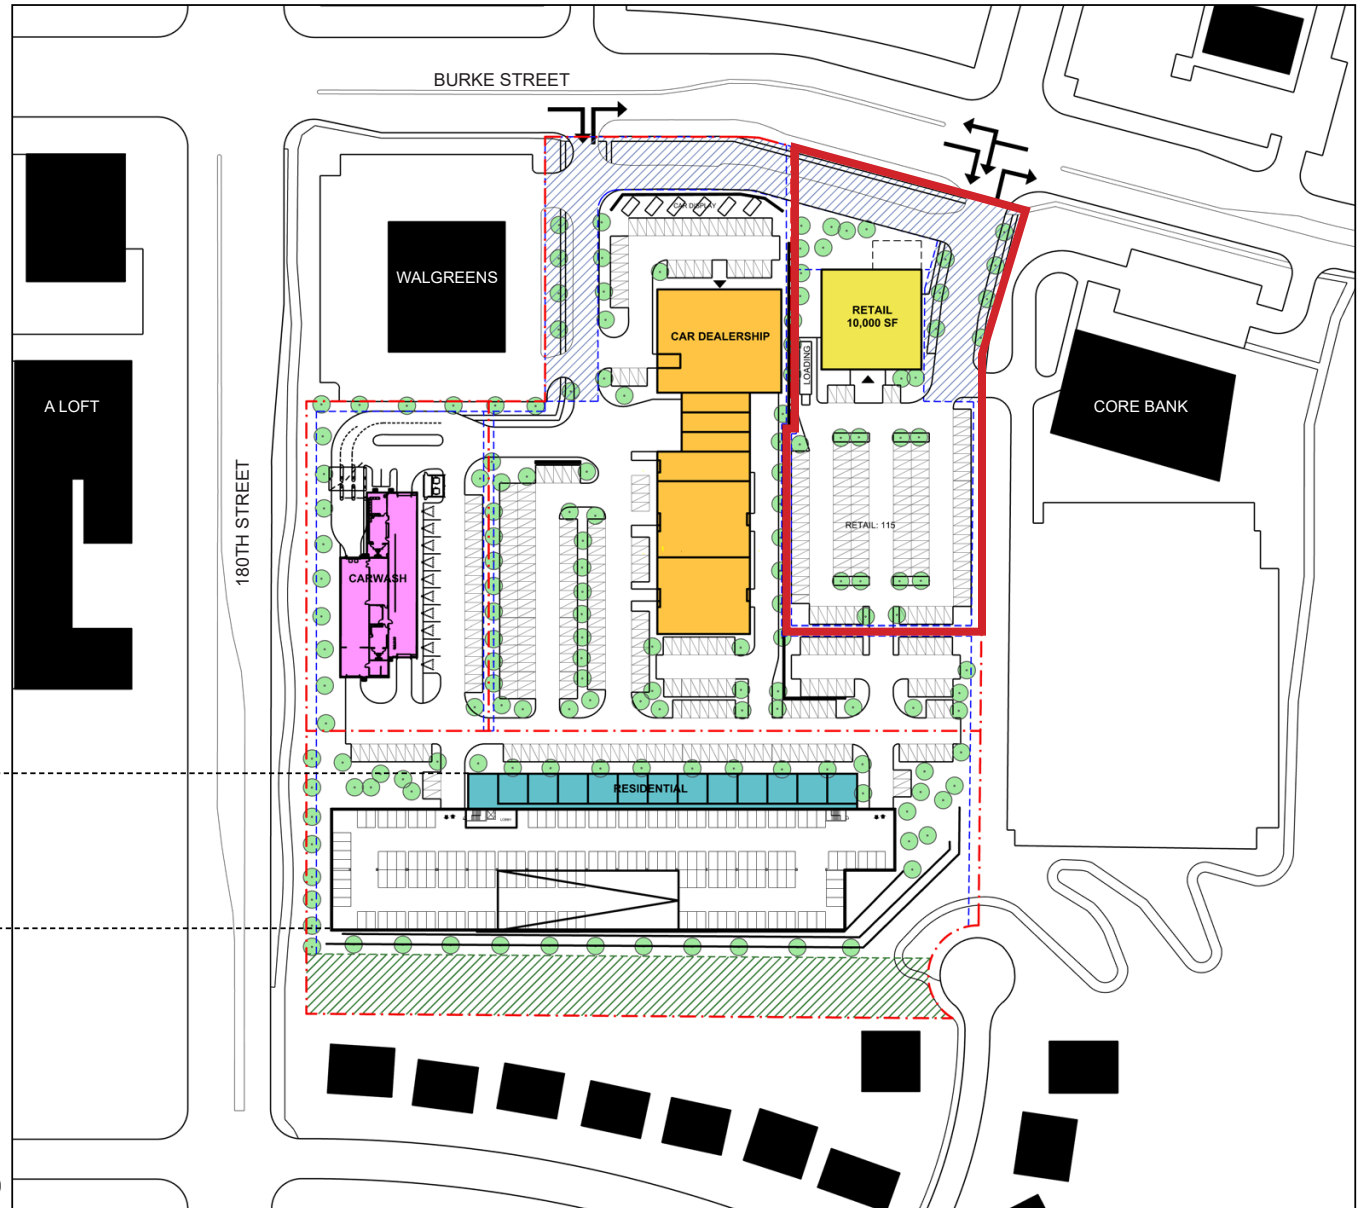 BURKE STREET
CAR DISPLAY
WALGREENS
RETAIL
10,000 SF
CAR DEALERSHIP
LOADING
A LOFT
CORE BANK
180TH STREET
RETAIL: 115
CARWASH
RESIDENTIAL
LOBBY